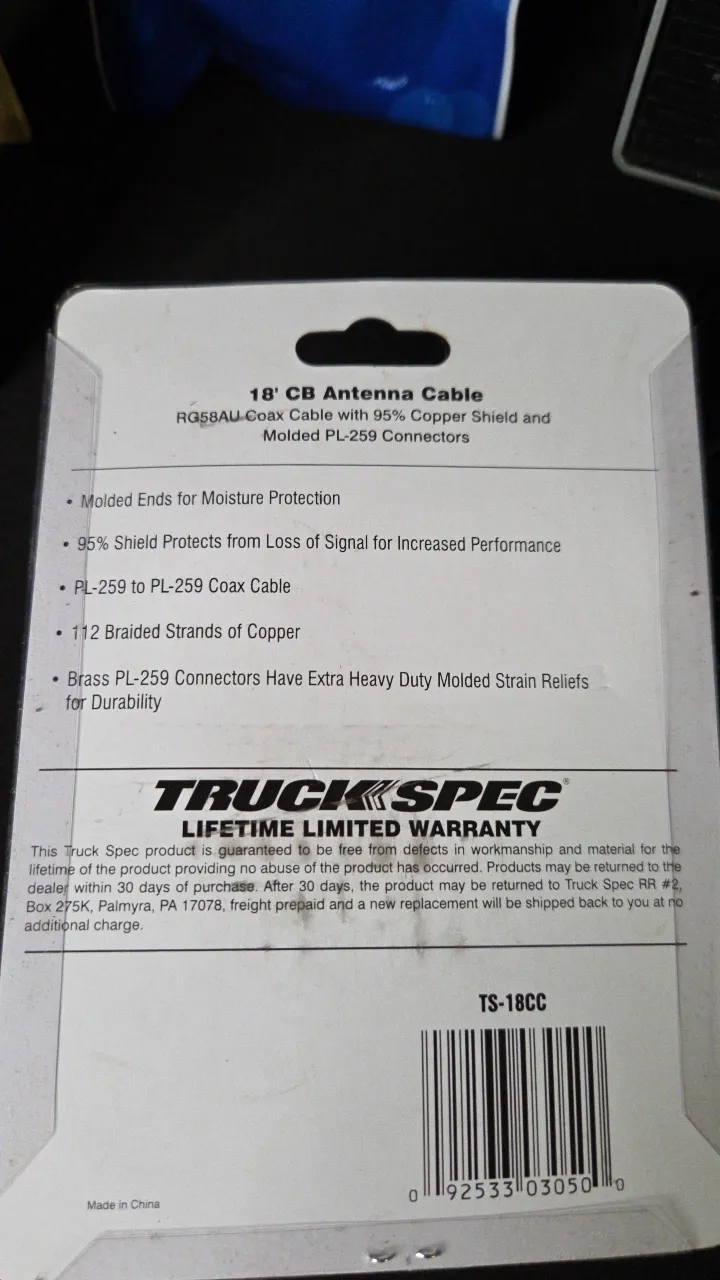 18' CB Antenna Cable
RG58AU Coax Cable with 95% Copper Shield and
Molded PL-259 Connectors
• Molded Ends for Moisture Protection
• 95% Shield Protects from Loss of Signal for Increased Performance
• PL-259 to PL-259 Coax Cable
• 112 Braided Strands of Copper
• Brass PL-259 Connectors Have Extra Heavy Duty Molded Strain Reliefs
for Durability
TRUCK SPEC®
LIFETIME LIMITED WARRANTY
This Truck Spec product is guaranteed to be free from defects in workmanship and material for the
lifetime of the product providing no abuse of the product has occurred. Products may be returned to the
dealer within 30 days of purchase. After 30 days, the product may be returned to Truck Spec RR #2,
Box 275K, Palmyra, PA 17078, freight prepaid and a new replacement will be shipped back to you at no
additional charge.
TS-18CC
0 92533 03050 0
Made in China